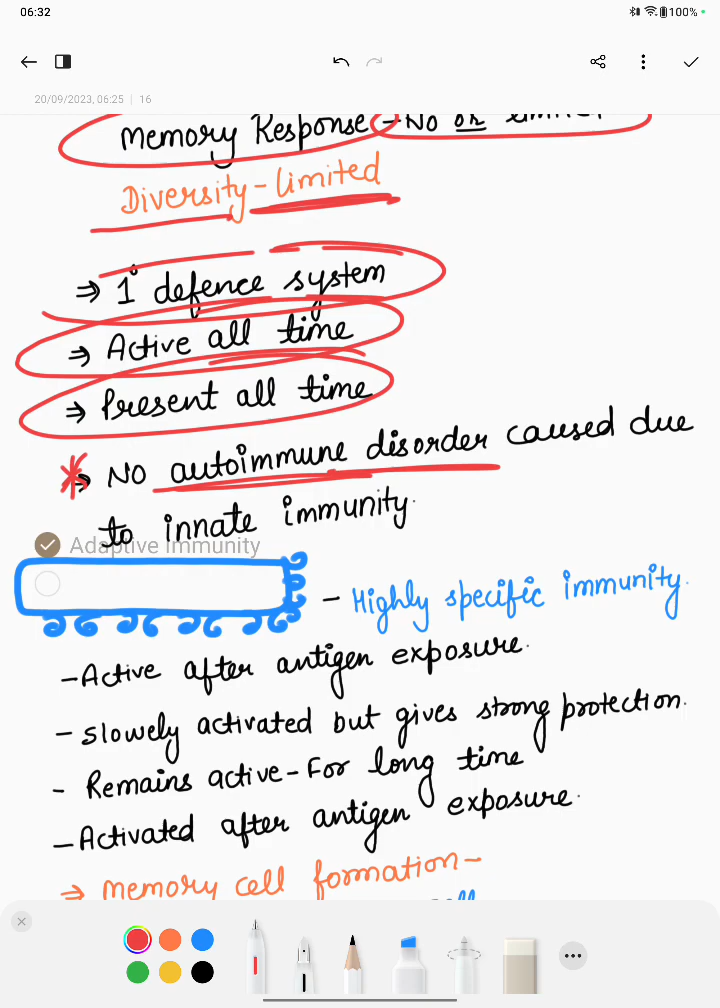 06:32
100%
20/09/2023, 06:25 | 16
Memory Response - No or
Diversity - limited
⇒ 1° defence system
⇒ Active all time
⇒ Present all time
⇒ No autoimmune disorder caused due
to innate immunity.
Adaptive Immunity
- Highly specific immunity.
- Active after antigen exposure.
- slowely activated but gives strong protection.
- Remains active - For long time
- Activated after antigen exposure.
⇒ Memory cell formation -